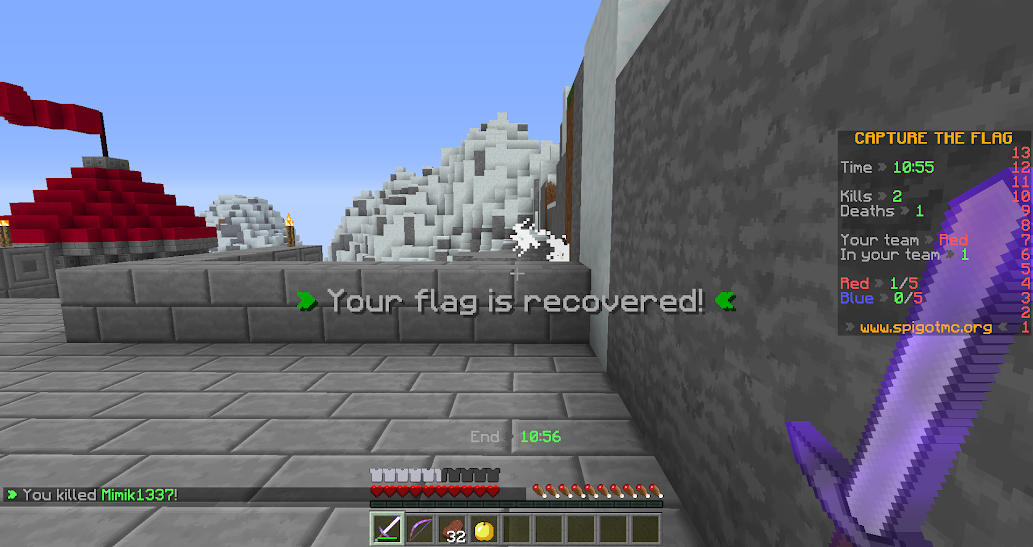 CAPTURE THE FLAG
13
Time » 10:55
12
11
Kills » 2
10
Deaths » 1
9
8
Your team » Red
7
In your team » 1
6
5
Red » 1/5
4
Blue » 0/5
3
2
» www.spigotmc.org «
1
Your flag is recovered!
End » 10:56
» You killed Mimik1337!
32